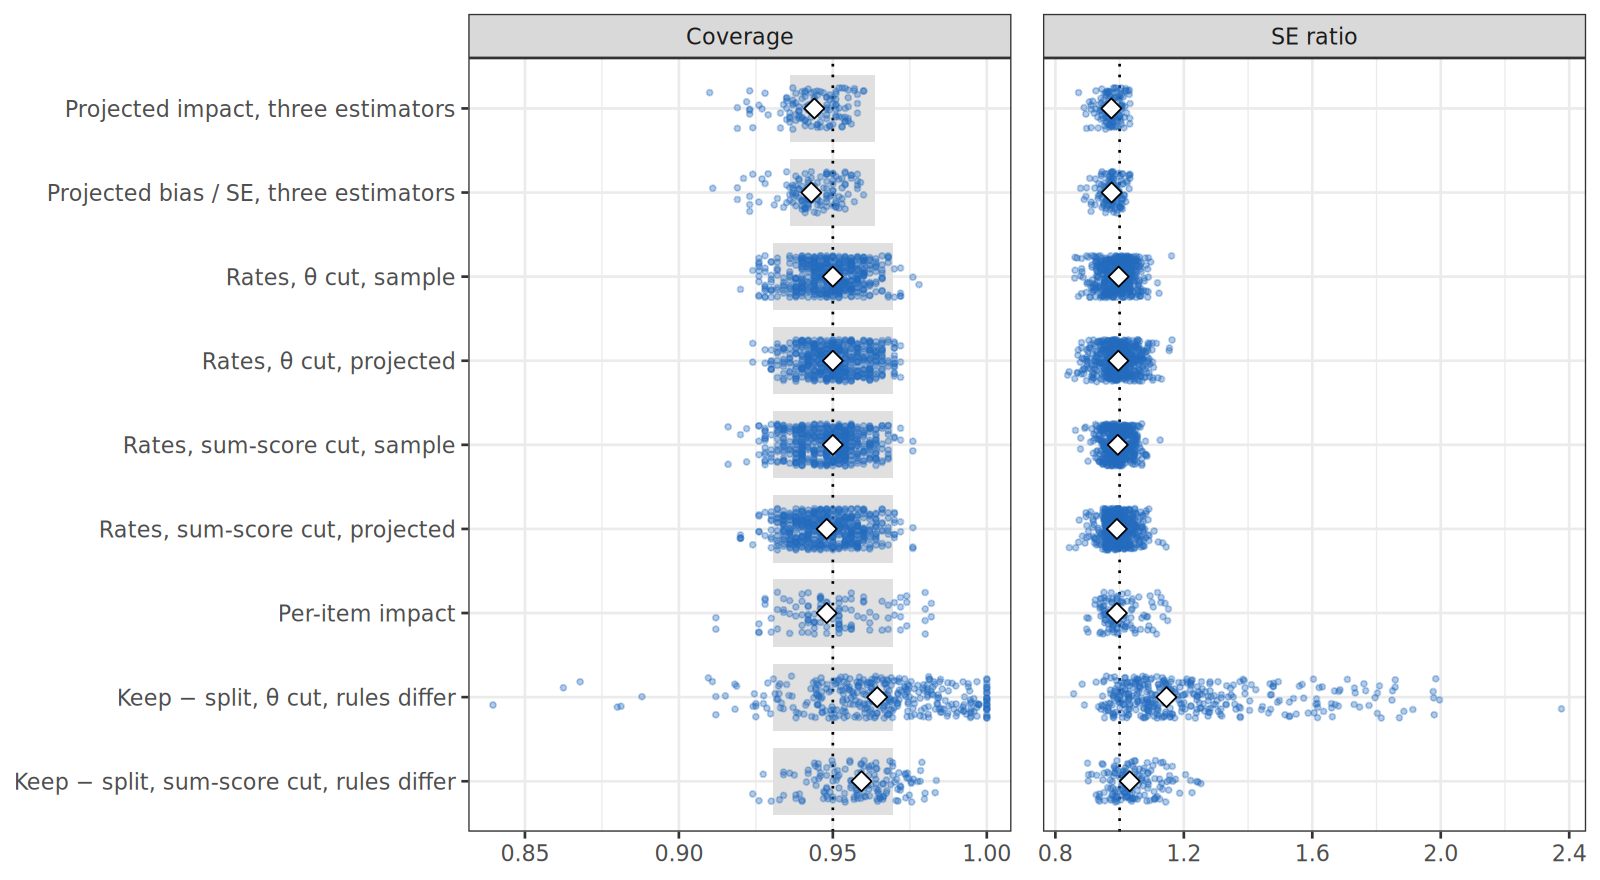 Coverage
SE ratio
Projected impact, three estimators
Projected bias / SE, three estimators
Rates, θ cut, sample
Rates, θ cut, projected
Rates, sum-score cut, sample
Rates, sum-score cut, projected
Per-item impact
Keep − split, θ cut, rules differ
Keep − split, sum-score cut, rules differ
0.85 0.90 0.95 1.00
0.8 1.2 1.6 2.0 2.4